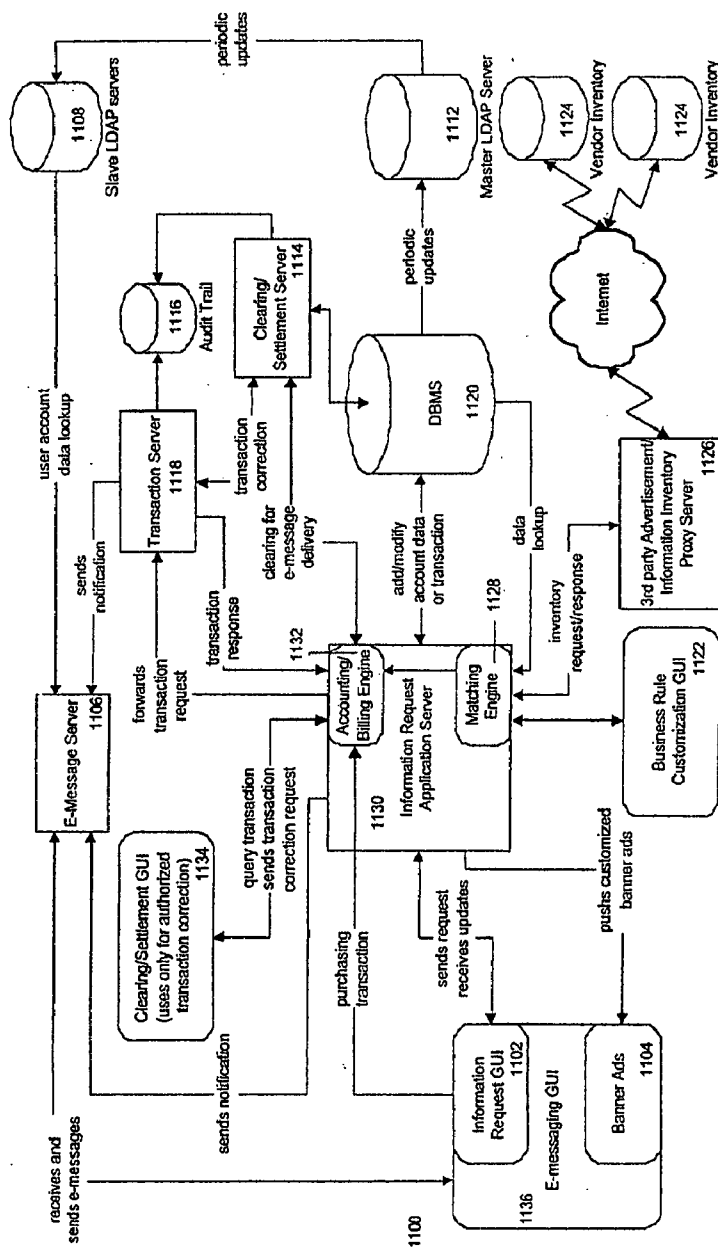 receives and
sends e-messages
E-Message Server
1106
sends
notification
user account
data lookup
1108
Slave LDAP servers
periodic
updates
Clearing/Settlement GUI
(uses only for authorized
transaction correction)
1134
forwards
transaction
request
Transaction Server
1118
1116
Audit Trail
transaction
response
transaction
correction
Clearing/
Settlement Server
1114
query transaction
sends transaction
correction request
clearing for
e-message
delivery
sends notification
purchasing
transaction
1132
Accounting/
Billing Engine
1130
Information Request
Application Server
Matching
Engine
1128
add/modify
account data
or transaction
DBMS
1120
periodic
updates
1112
Master LDAP Server
data
lookup
sends request
receives updates
pushs customized
banner ads
inventory
request/response
1100
1136
Information
Request GUI
1102
E-messaging GUI
Banner Ads
1104
Business Rule
Customization GUI
1122
3rd party Advertisement/
Information Inventory
Proxy Server
1126
Internet
1124
Vendor Inventory
1124
Vendor Inventory